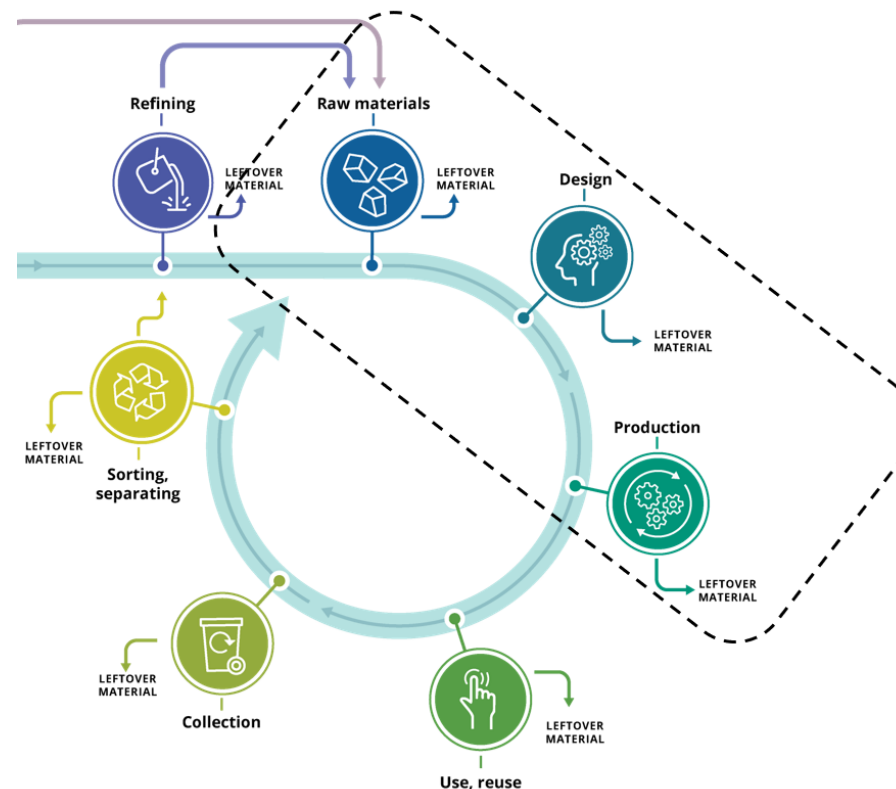 Refining
Raw materials
LEFTOVER
MATERIAL
LEFTOVER
MATERIAL
Design
LEFTOVER
MATERIAL
Production
LEFTOVER
MATERIAL
Sorting,
separating
LEFTOVER
MATERIAL
LEFTOVER
MATERIAL
Collection
LEFTOVER
MATERIAL
Use, reuse